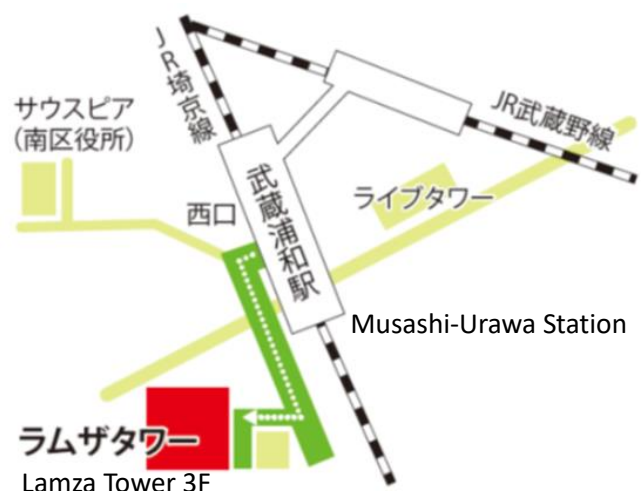 JR埼京線
サウスピア
(南区役所)
JR武蔵野線
西口
武蔵浦和駅
ライブタワー
Musashi-Urawa Station
ラムザタワー
Lamza Tower 3F